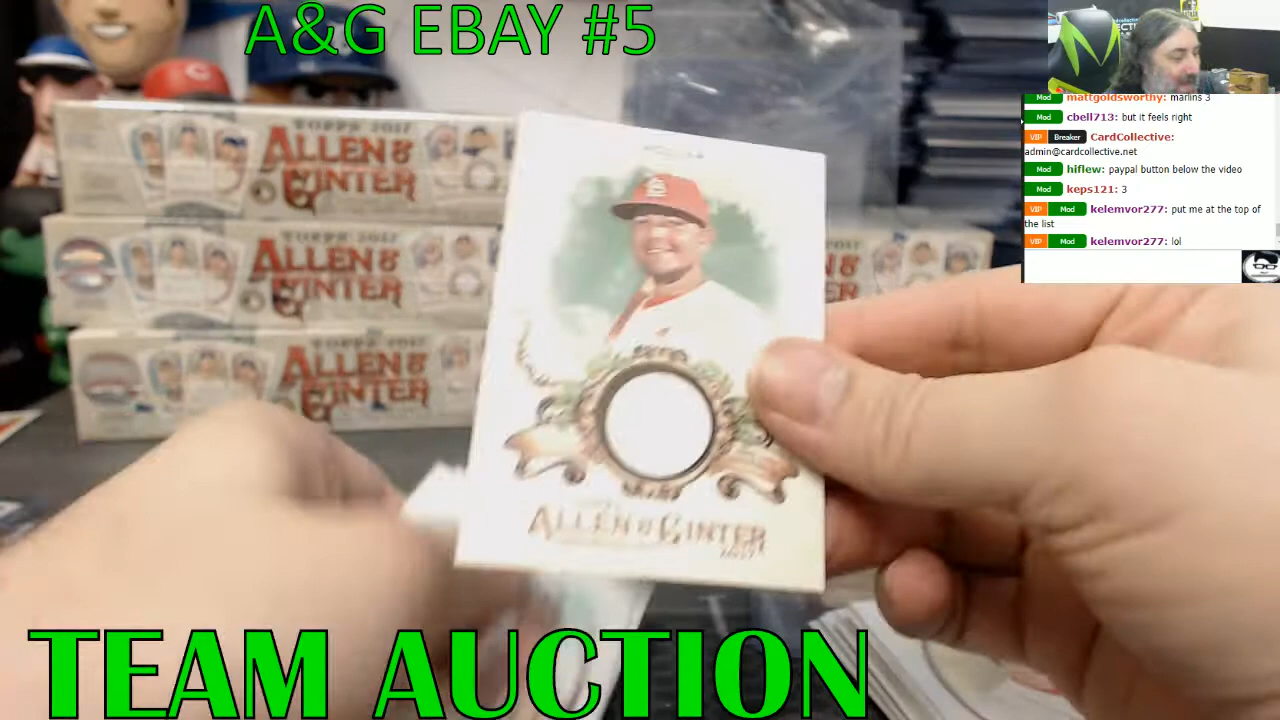 A&G EBAY #5
TOPPS 2017
ALLEN &
GINTER
TOPPS 2017
ALLEN &
GINTER
TOPPS 2017
ALLEN &
GINTER
ALLEN & GINTER
2017
TEAM AUCTION
Mod mattgoldsworthy: marlins 3
Mod cbell713: but it feels right
VIP Breaker CardCollective:
admin@cardcollective.net
Mod hiflew: paypal button below the video
Mod keps121: 3
VIP Mod kelemvor277: put me at the top of
the list
VIP Mod kelemvor277: lol